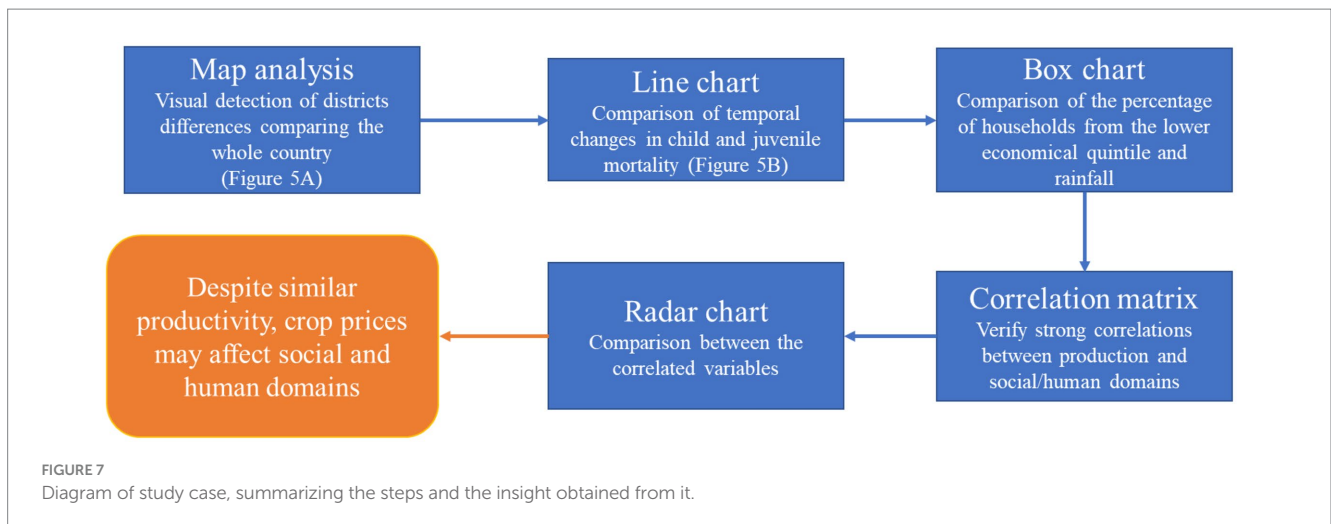 Map analysis
Visual detection of districts
differences comparing the
whole country
(Figure 5A)
Line chart
Comparison of temporal
changes in child and juvenile
mortality (Figure 5B)
Box chart
Comparison of the percentage
of households from the lower
economical quintile and
rainfall
Correlation matrix
Verify strong correlations
between production and
social/human domains
Radar chart
Comparison between the
correlated variables
Despite similar
productivity, crop prices
may affect social and
human domains
FIGURE 7
Diagram of study case, summarizing the steps and the insight obtained from it.